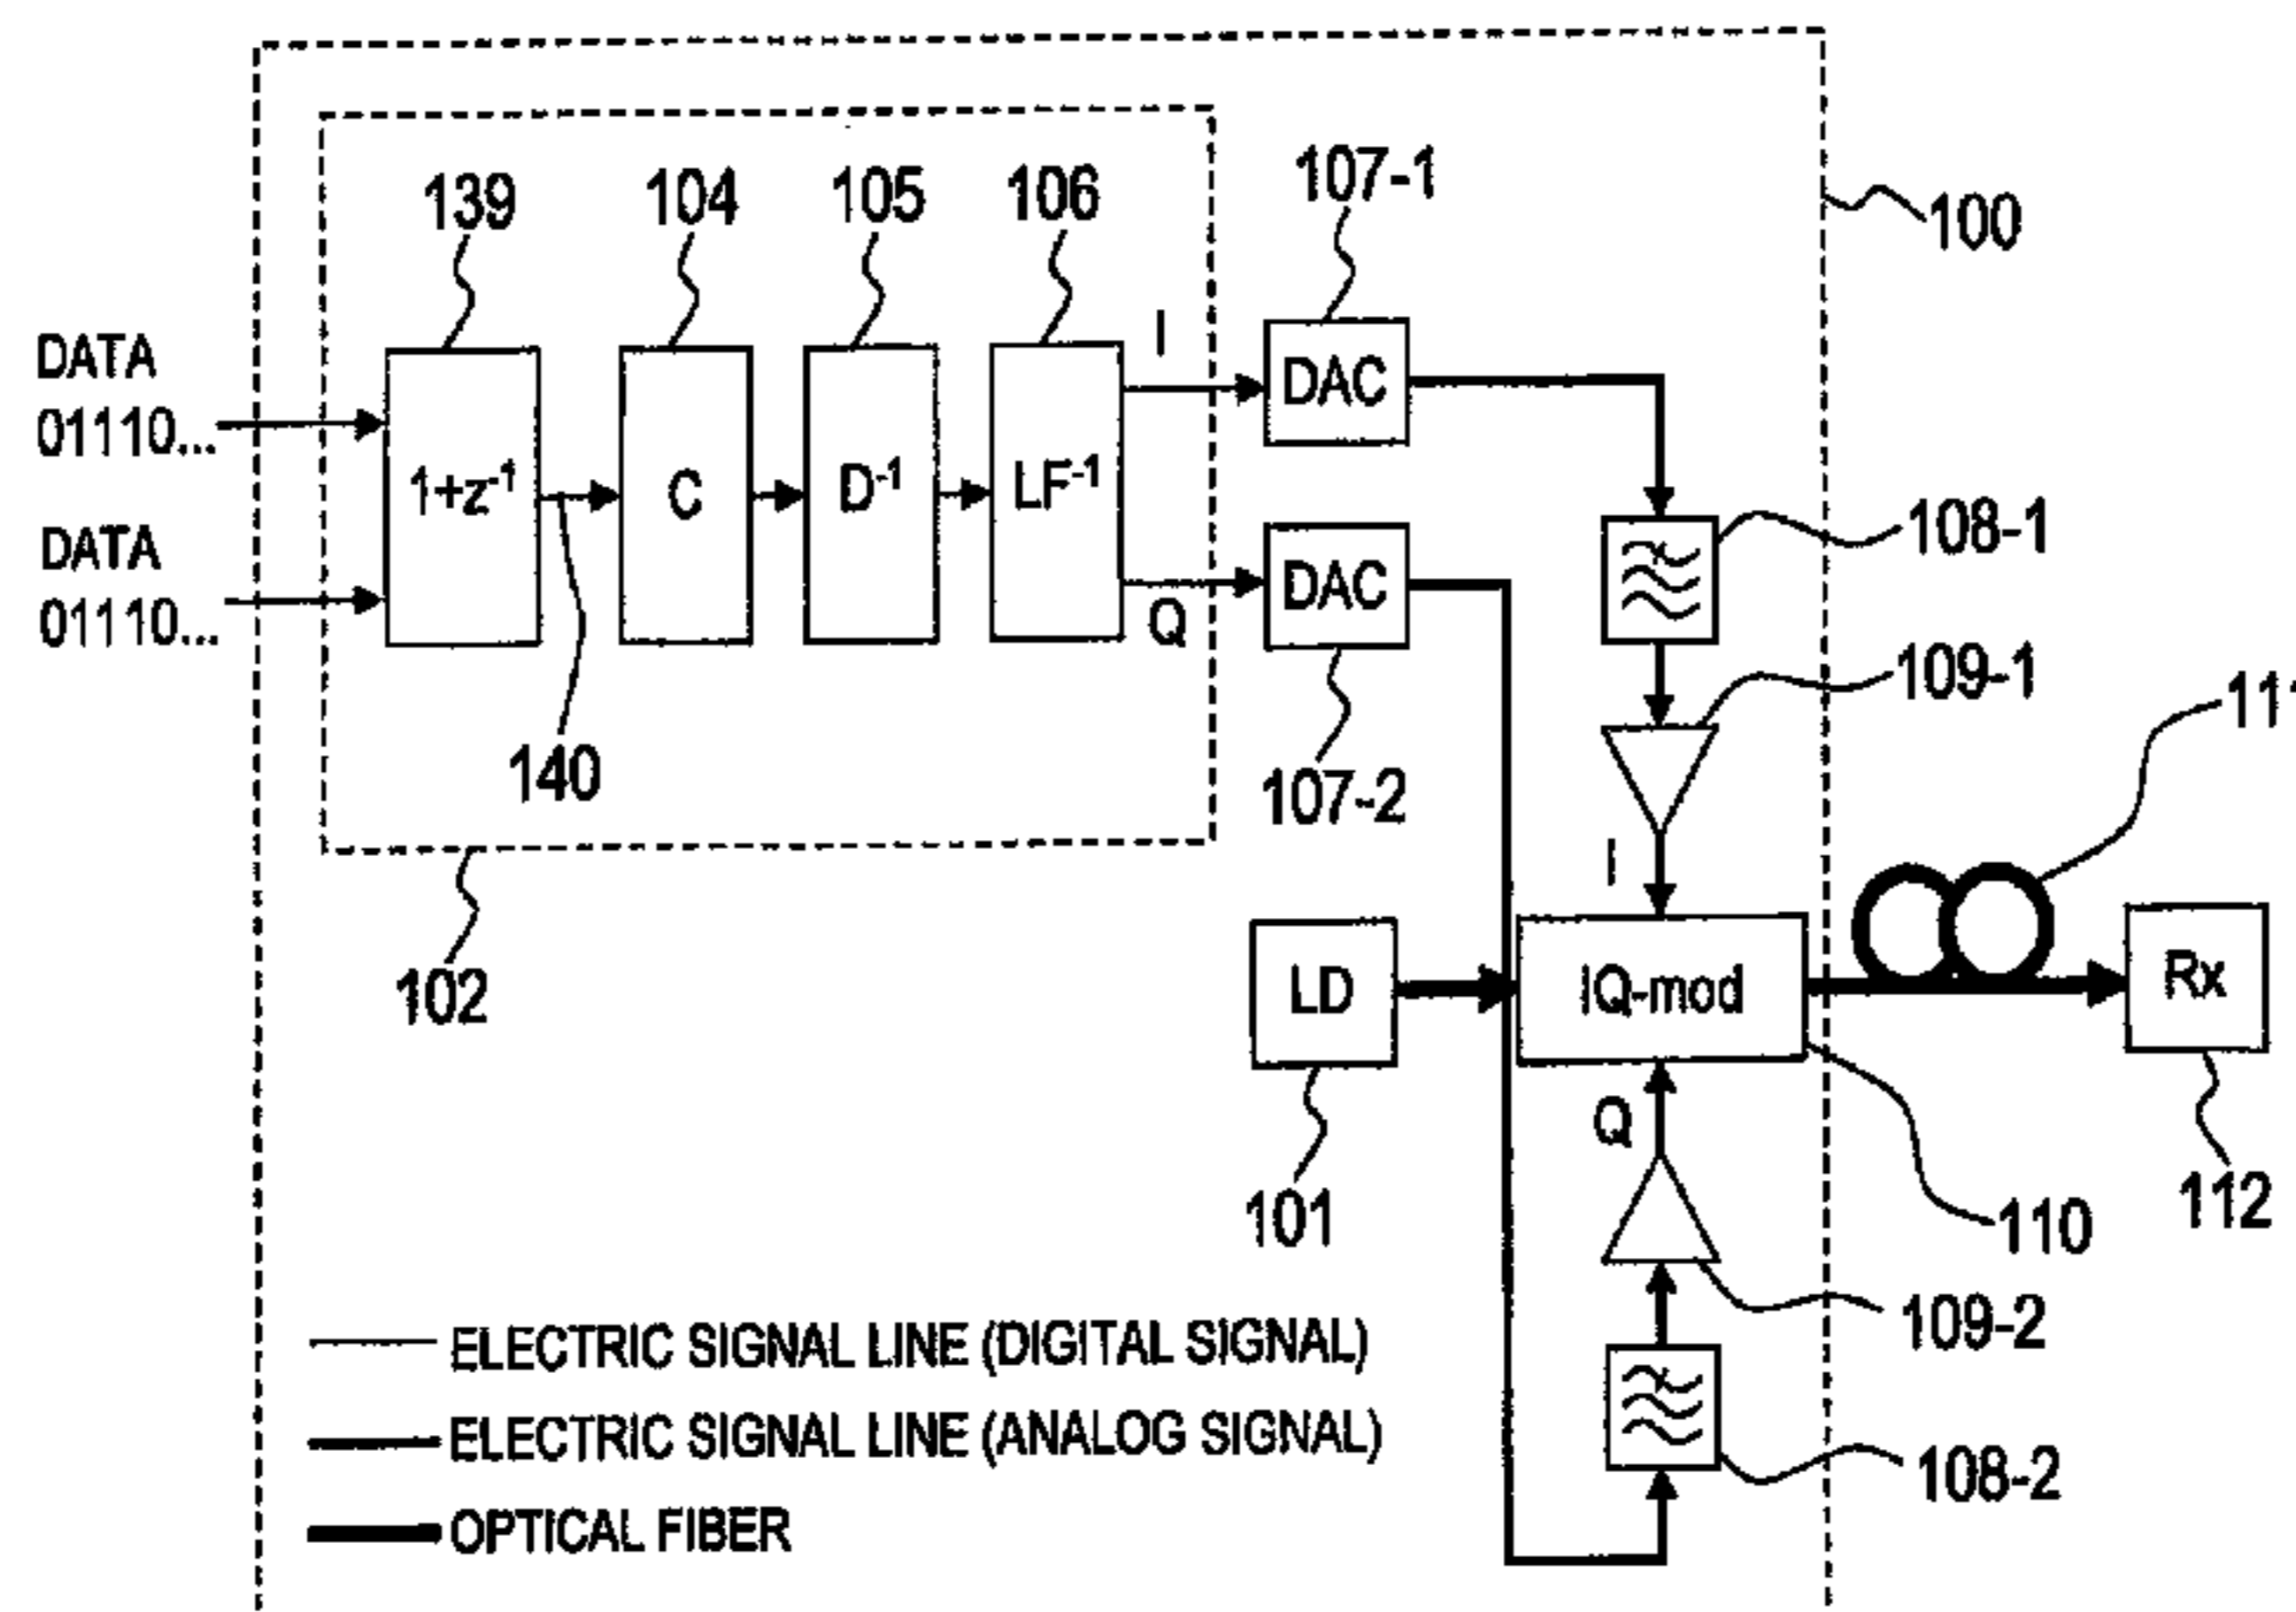 100
139
104
105
106
107-1
DATA
01110...
DATA
01110...
1+z⁻¹
C
D⁻¹
LF⁻¹
I
Q
DAC
DAC
107-2
108-1
109-1
140
102
I
111
LD
IQ-mod
Rx
101
Q
110
112
109-2
108-2
ELECTRIC SIGNAL LINE (DIGITAL SIGNAL)
ELECTRIC SIGNAL LINE (ANALOG SIGNAL)
OPTICAL FIBER